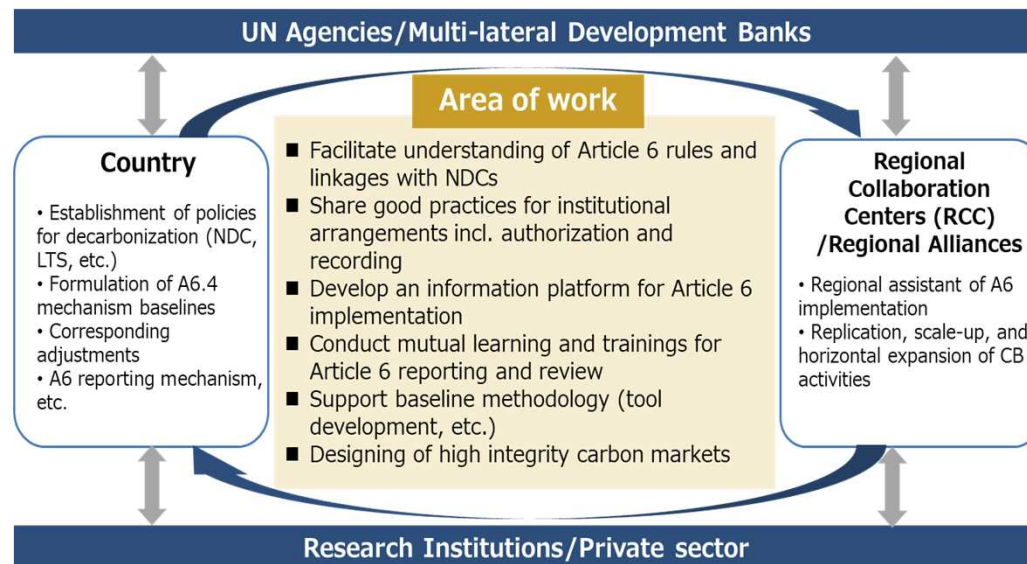 UN Agencies/Multi-lateral Development Banks
Area of work
Country
• Establishment of policies
for decarbonization (NDC,
LTS, etc.)
• Formulation of A6.4
mechanism baselines
• Corresponding
adjustments
• A6 reporting mechanism,
etc.
■ Facilitate understanding of Article 6 rules and
linkages with NDCs
■ Share good practices for institutional
arrangements incl. authorization and
recording
■ Develop an information platform for Article 6
implementation
■ Conduct mutual learning and trainings for
Article 6 reporting and review
■ Support baseline methodology (tool
development, etc.)
■ Designing of high integrity carbon markets
Regional
Collaboration
Centers (RCC)
/Regional Alliances
• Regional assistant of A6
implementation
• Replication, scale-up, and
horizontal expansion of CB
activities
Research Institutions/Private sector